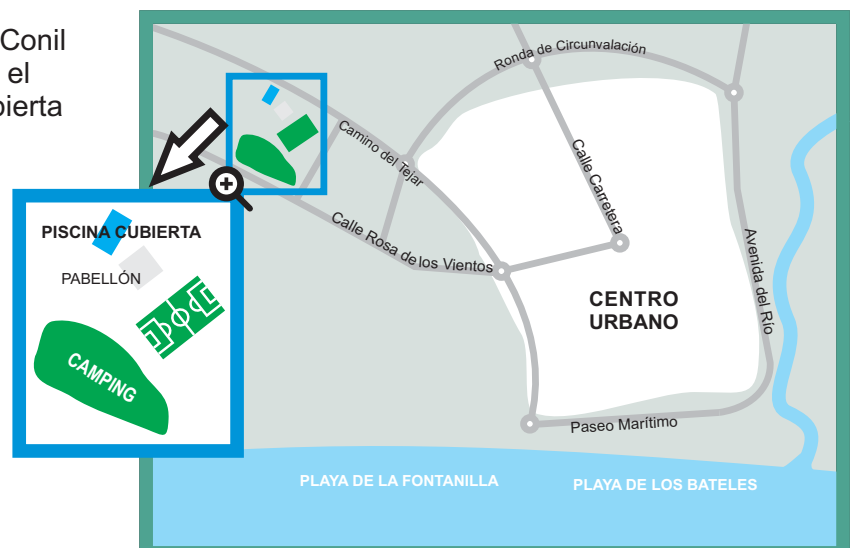 Conil
el
bierta
Ronda de Circunvalación
Camino del Tejar
Calle Carretera
Calle Rosa de los Vientos
Avenida del Río
PISCINA CUBIERTA
PABELLÓN
CAMPING
CENTRO
URBANO
Paseo Marítimo
PLAYA DE LA FONTANILLA
PLAYA DE LOS BATELES